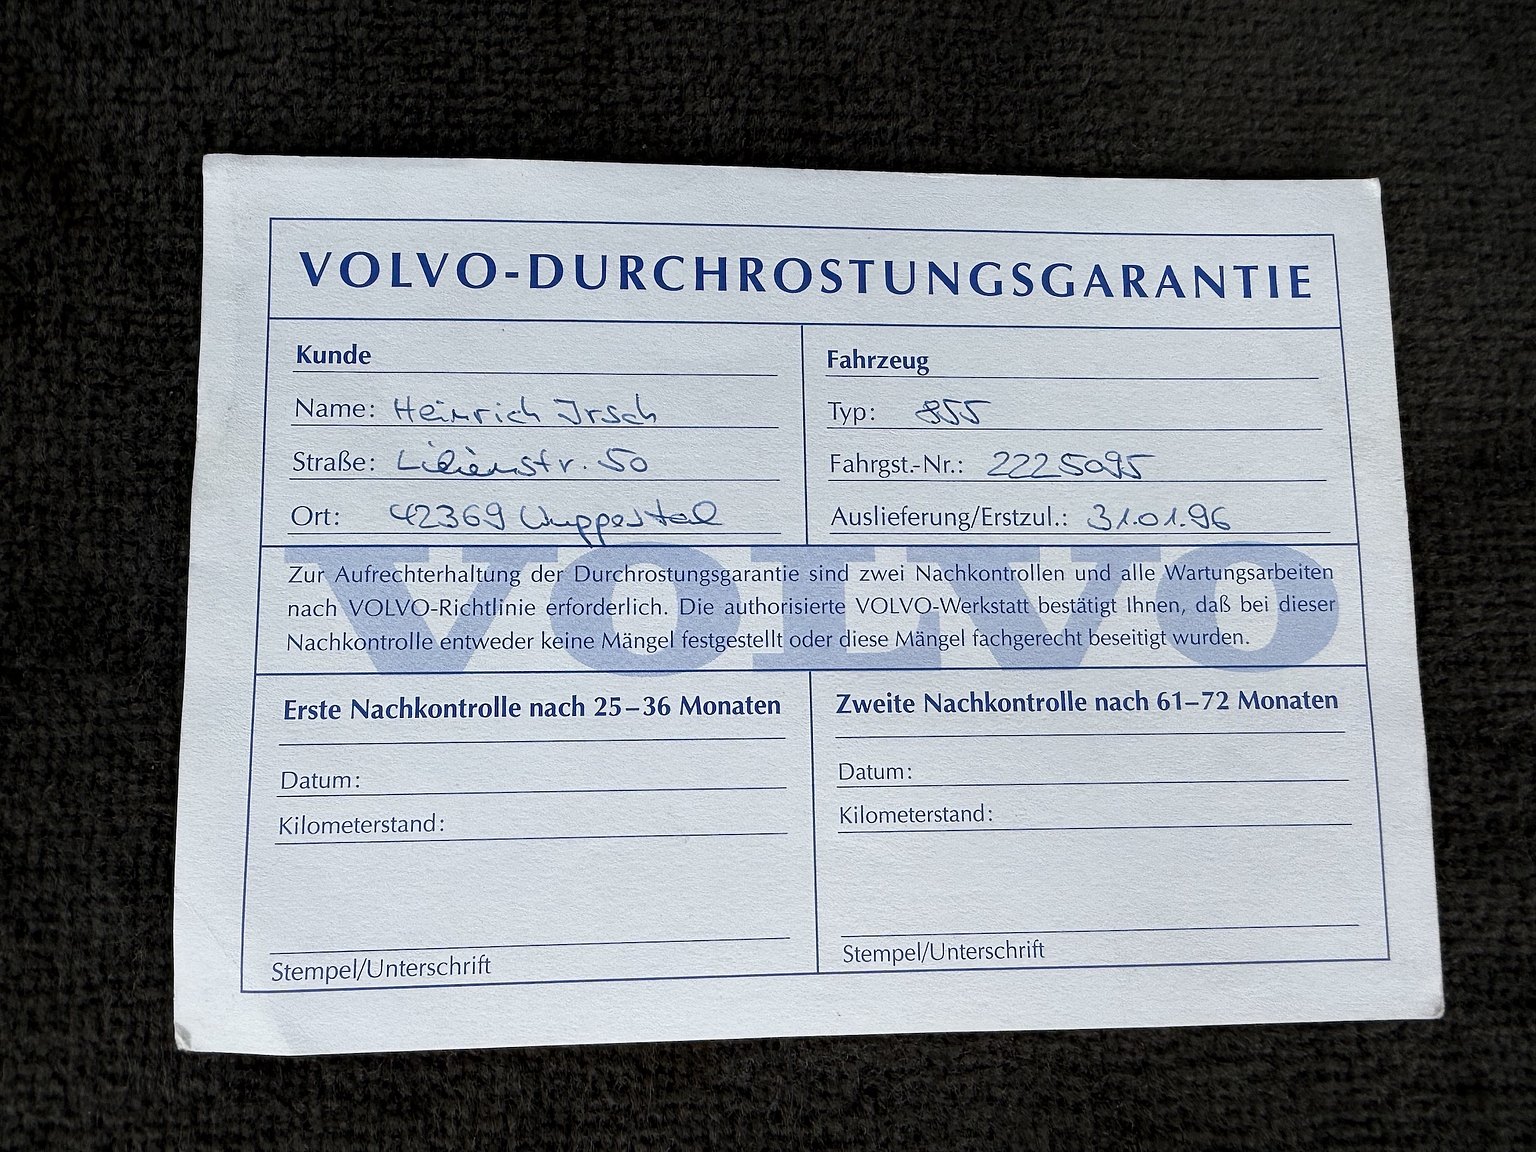 VOLVO-DURCHROSTUNGSGARANTIE
Kunde
Name: Heinrich Irsch
Straße: Lilienstr. 50
Ort: 42369 Wuppertal
Fahrzeug
Typ: 855
Fahrgst.-Nr.: 2225095
Auslieferung/Erstzul.: 31.01.96
VOLVO
Zur Aufrechterhaltung der Durchrostungsgarantie sind zwei Nachkontrollen und alle Wartungsarbeiten
nach VOLVO-Richtlinie erforderlich. Die authorisierte VOLVO-Werkstatt bestätigt Ihnen, daß bei dieser
Nachkontrolle entweder keine Mängel festgestellt oder diese Mängel fachgerecht beseitigt wurden.
Erste Nachkontrolle nach 25–36 Monaten
Datum:
Kilometerstand:
Stempel/Unterschrift
Zweite Nachkontrolle nach 61–72 Monaten
Datum:
Kilometerstand:
Stempel/Unterschrift